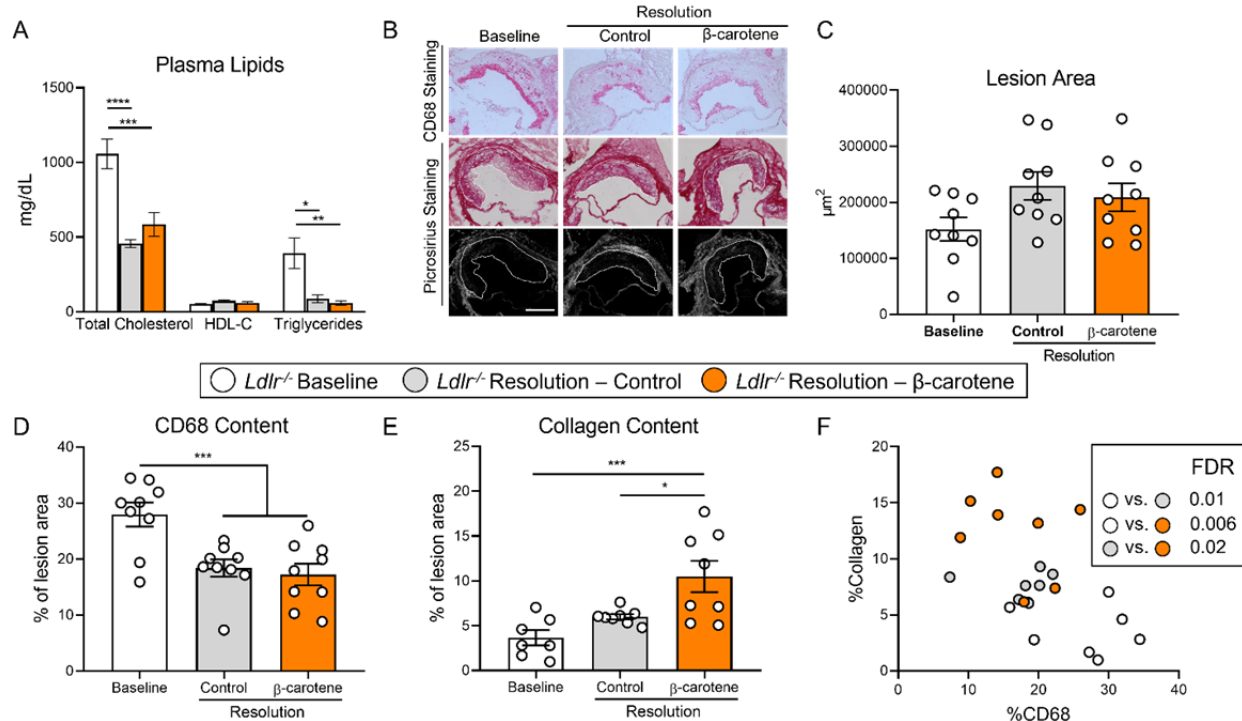 A
Plasma Lipids
mg/dL
1500
1000
500
0
****
***
*
**
Total Cholesterol HDL-C Triglycerides
B
Resolution
Baseline Control β-carotene
CD68 Staining
Picrosirius Staining
C
Lesion Area
μm²
400000
300000
200000
100000
0
Baseline Control β-carotene
Resolution
Ldlr-/- Baseline Ldlr-/- Resolution – Control Ldlr-/- Resolution – β-carotene
D
CD68 Content
% of lesion area
40
30
20
10
0
***
Baseline Control β-carotene
Resolution
E
Collagen Content
% of lesion area
25
20
15
10
5
0
***
*
Baseline Control β-carotene
Resolution
F
%Collagen
20
15
10
5
0
0 10 20 30 40
%CD68
FDR
vs. 0.01
vs. 0.006
vs. 0.02